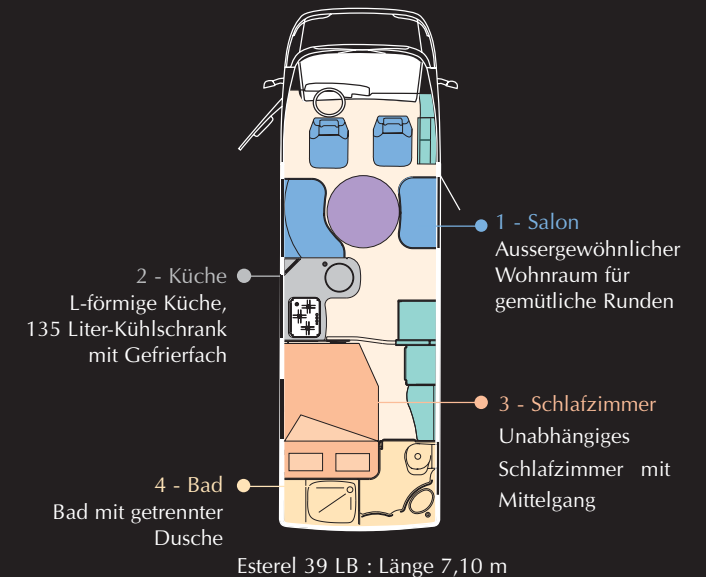 1 - Salon
Aussergewöhnlicher
Wohnraum für
gemütliche Runden
2 - Küche
L-förmige Küche,
135 Liter-Kühlschrank
mit Gefrierfach
3 - Schlafzimmer
Unabhängiges
Schlafzimmer mit
Mittelgang
4 - Bad
Bad mit getrennter
Dusche
Esterel 39 LB : Länge 7,10 m